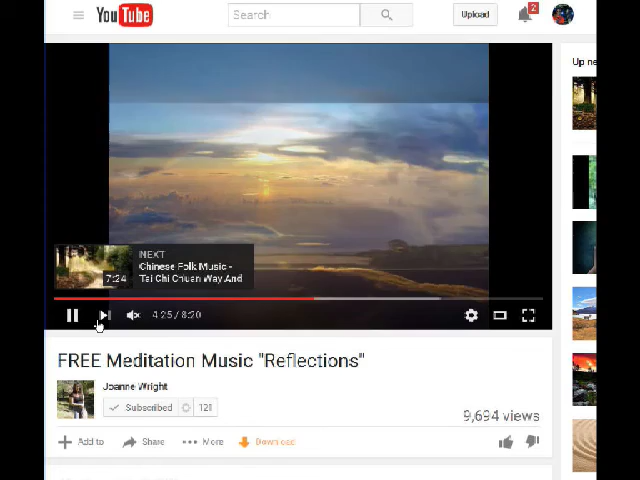 YouTube
Search
Upload
2
Up ne
NEXT
Chinese Folk Music -
Tai Chi Chuan Way And
7:24
4:25 / 8:20
FREE Meditation Music "Reflections"
Joanne Wright
Subscribed
121
9,694 views
Add to
Share
More
Download